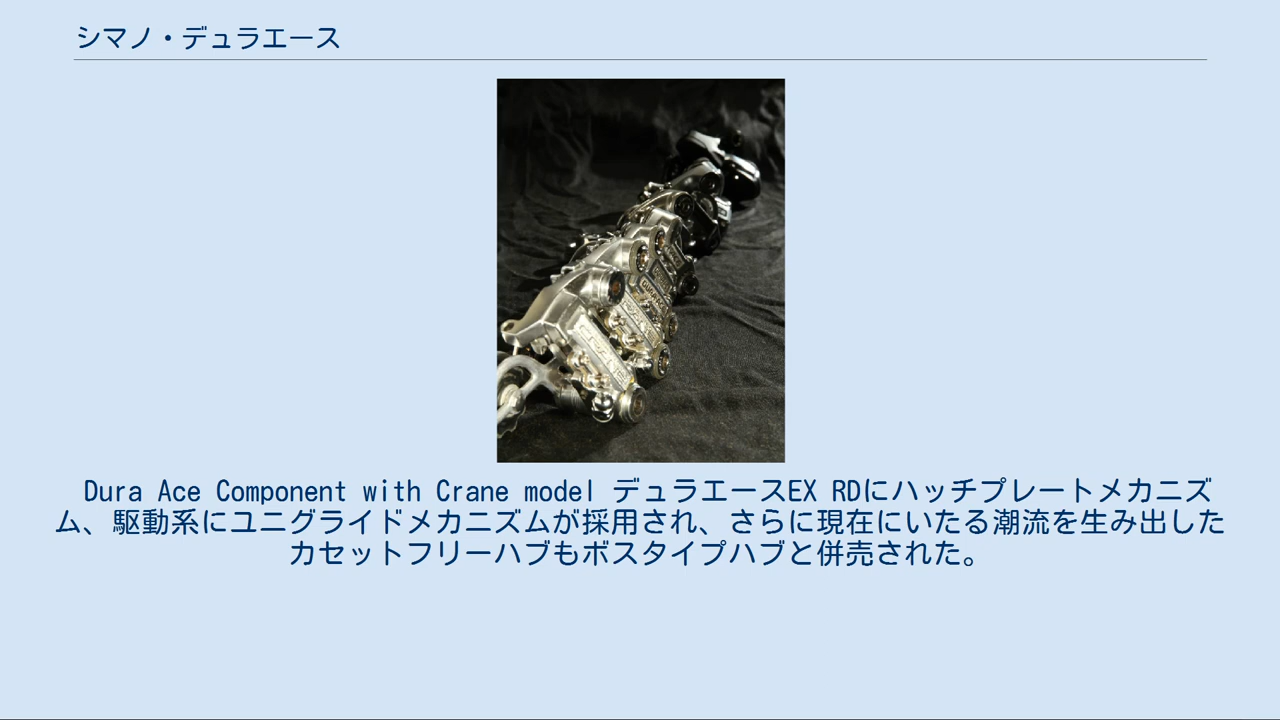 シマノ・デュラエース
CRANE
Dura Ace Component with Crane model デュラエースEX RDにハッチプレートメカニズ
ム、駆動系にユニグライドメカニズムが採用され、さらに現在にいたる潮流を生み出した
カセットフリーハブもボスタイプハブと併売された。